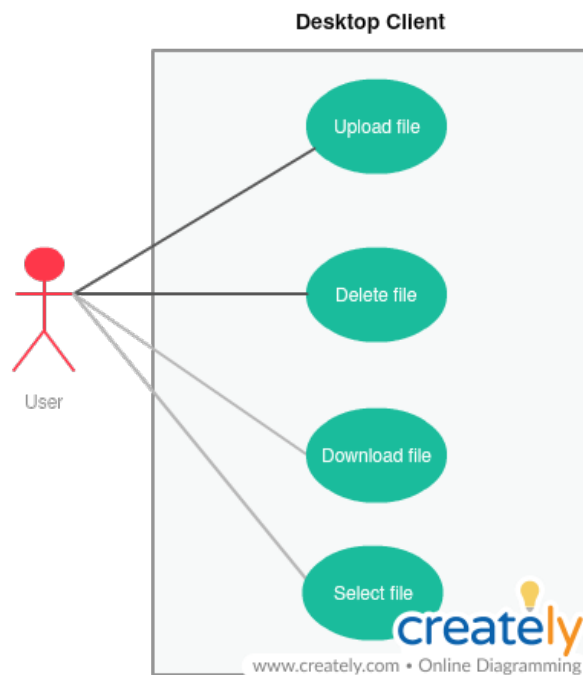 Desktop Client
Upload file
Delete file
User
Download file
Select file
creately
www.creately.com • Online Diagramming